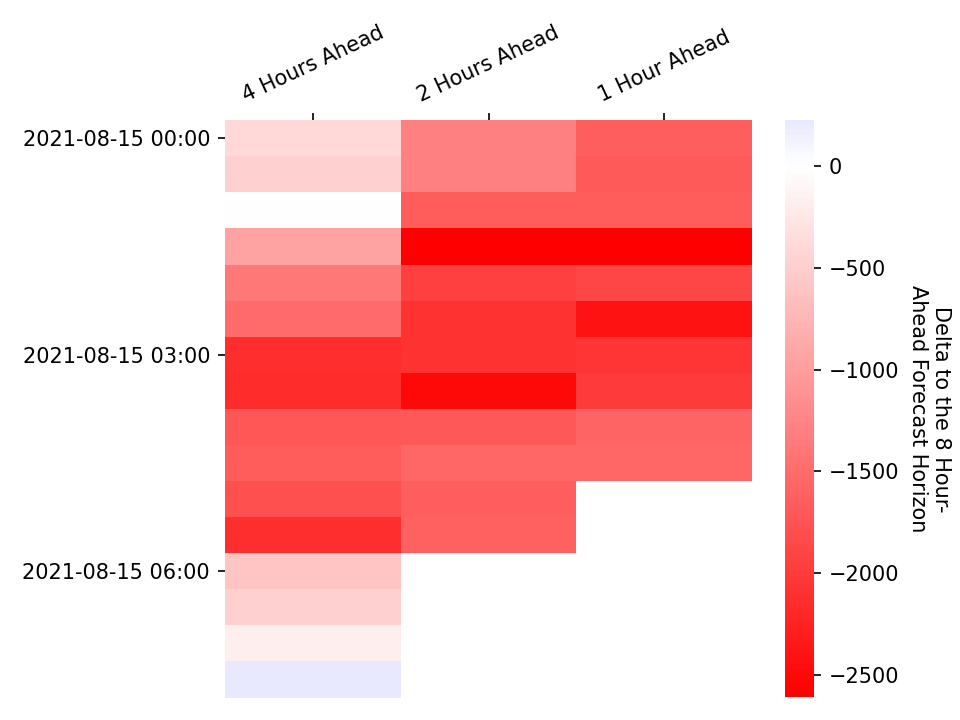 4 Hours Ahead
2 Hours Ahead
1 Hour Ahead
2021-08-15 00:00
2021-08-15 03:00
2021-08-15 06:00
0
−500
−1000
−1500
−2000
−2500
Delta to the 8 Hour-
Ahead Forecast Horizon